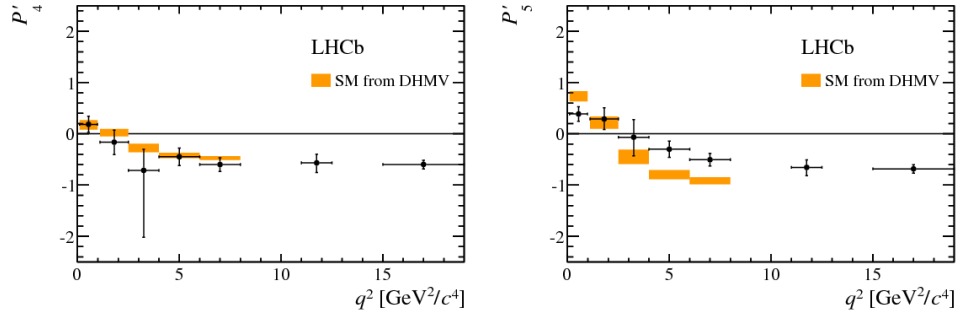 P′4
2
1
0
-1
-2
LHCb
SM from DHMV
0 5 10 15
q² [GeV²/c⁴]
P′5
2
1
0
-1
-2
LHCb
SM from DHMV
0 5 10 15
q² [GeV²/c⁴]